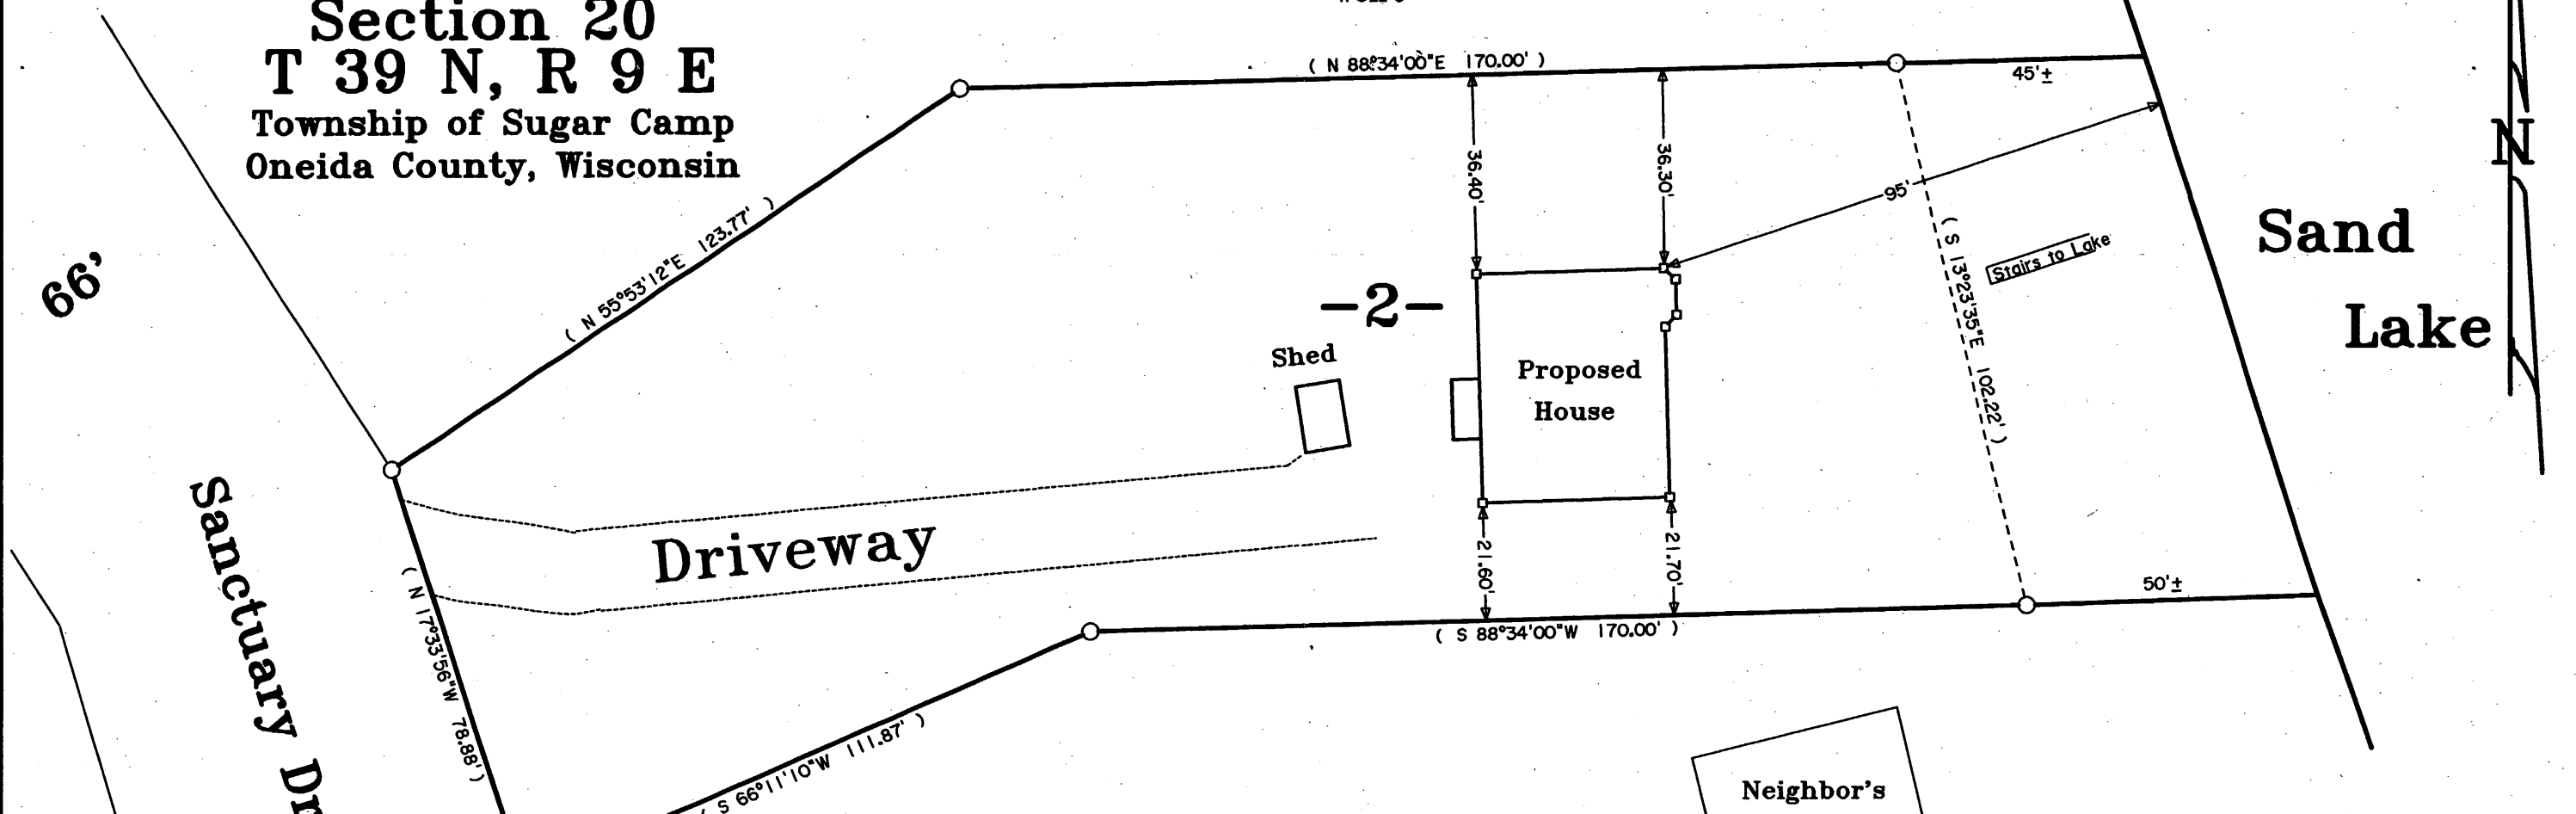 Section 20
T 39 N, R 9 E
Township of Sugar Camp
Oneida County, Wisconsin
( N 88°34'00"E 170.00' )
45'±
36.40'
36.30'
95'
N
66'
( N 55°53'12"E 123.77' )
Sand
Lake
( S 13°23'35"E 102.22' )
Stairs to Lake
-2-
Shed
Proposed
House
Driveway
Sanctuary Dr
( N 17°33'56"W 78.88' )
21.60'
21.70'
50'±
( S 88°34'00"W 170.00' )
( S 66°11'10"W 111.87' )
Neighbor's